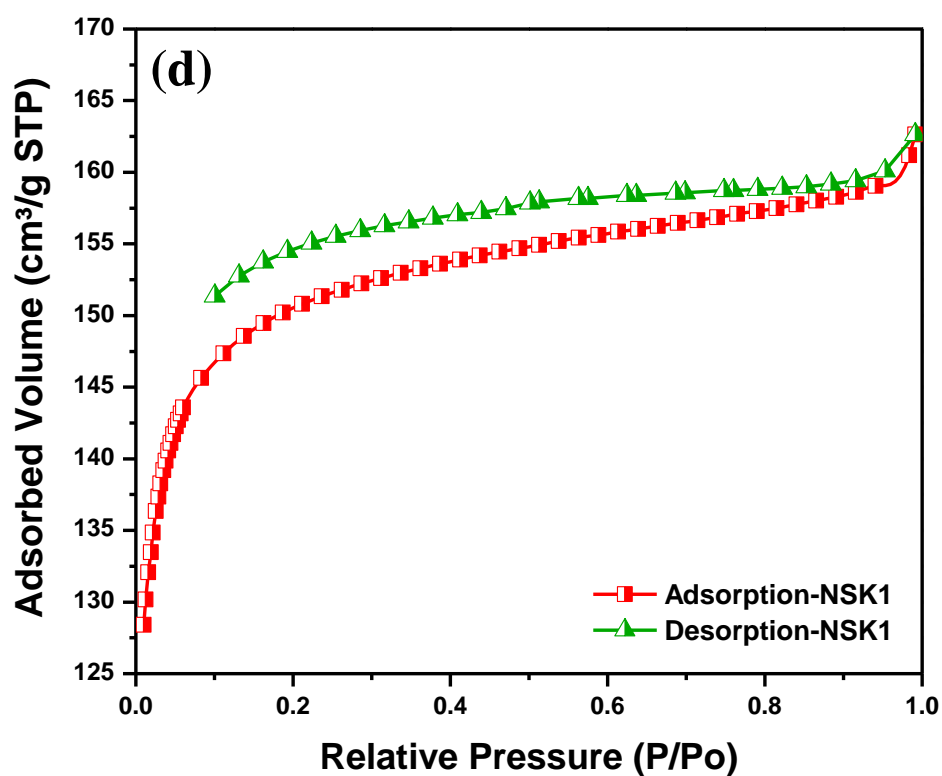 (d)
Adsorbed Volume (cm³/g STP)
170
165
160
155
150
145
140
135
130
125
Adsorption-NSK1
Desorption-NSK1
0.0 0.2 0.4 0.6 0.8 1.0
Relative Pressure (P/Po)